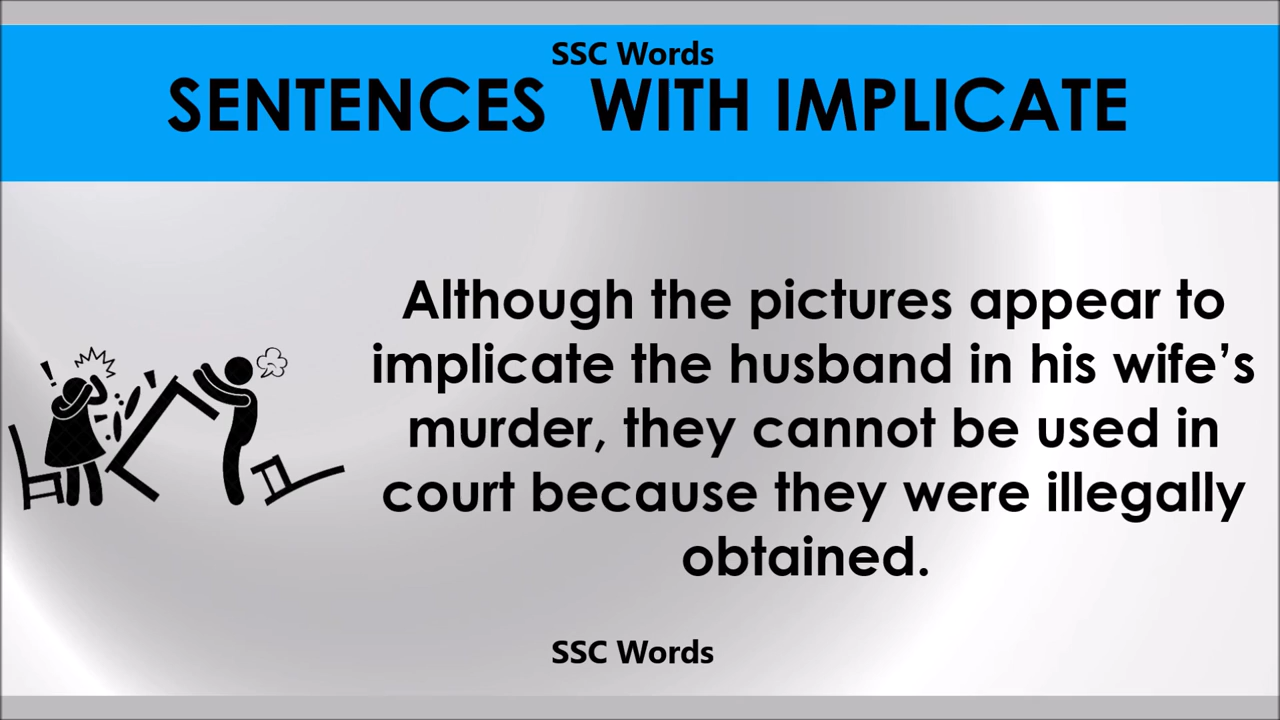 SSC Words
SENTENCES WITH IMPLICATE
Although the pictures appear to
implicate the husband in his wife’s
murder, they cannot be used in
court because they were illegally
obtained.
SSC Words